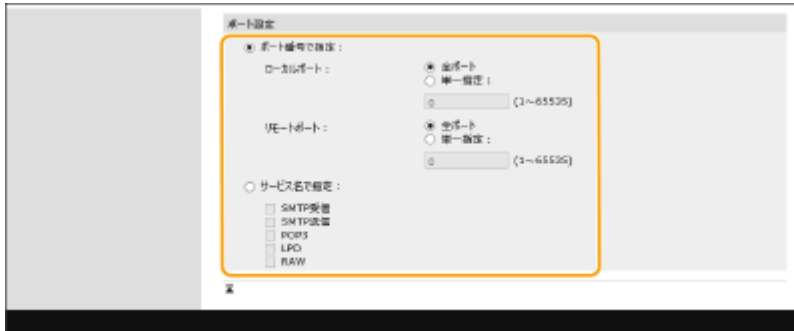 ポート設定
ポート番号で指定：
ローカルポート：
全ポート
単一指定：
0 (1～65535)
リモートポート：
全ポート
単一指定：
0 (1～65535)
サービス名で指定：
SMTP受信
SMTP送信
POP3
LPD
RAW